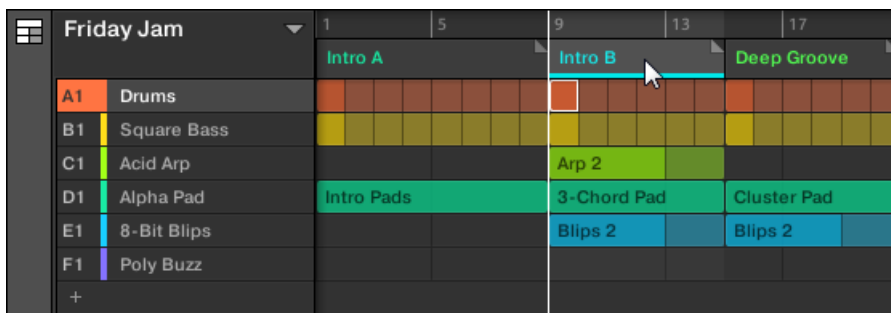 Friday Jam 1 5 9 13 17
Intro A Intro B Deep Groove
A1 Drums
B1 Square Bass
C1 Acid Arp Arp 2
D1 Alpha Pad Intro Pads 3-Chord Pad Cluster Pad
E1 8-Bit Blips Blips 2 Blips 2
F1 Poly Buzz
+